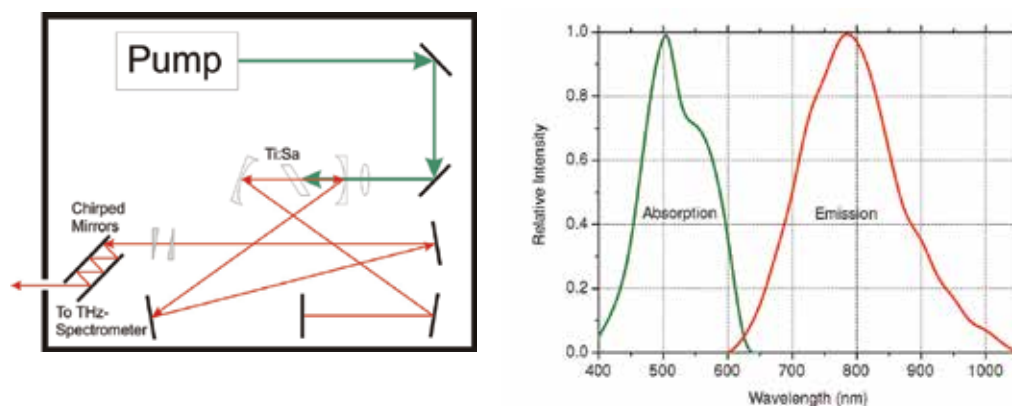 Pump
Ti:Sa
Chirped
Mirrors
To THz-
Spectrometer
1.0
0.8
0.6
0.4
0.2
0.0
Relative Intensity
Absorption
Emission
400 500 600 700 800 900 1000
Wavelength (nm)